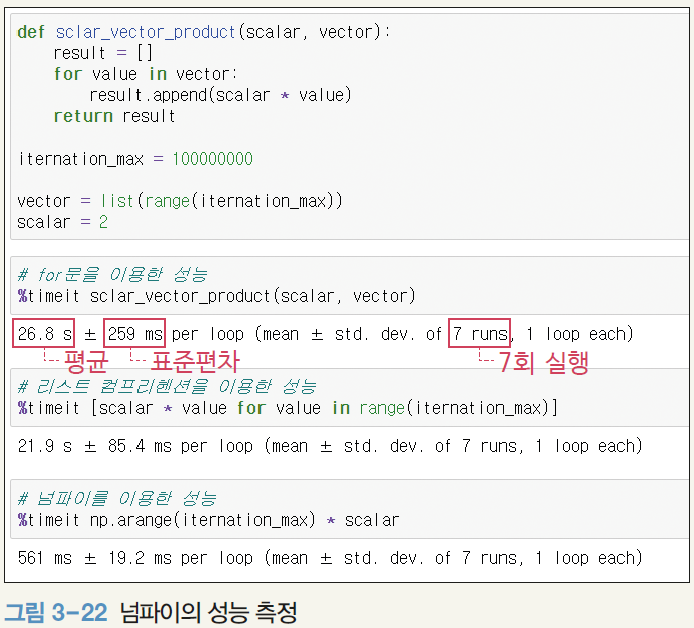 def sclar_vector_product(scalar, vector):
    result = []
    for value in vector:
        result.append(scalar * value)
    return result
iternation_max = 100000000
vector = list(range(iternation_max))
scalar = 2
# for문을 이용한 성능
%timeit sclar_vector_product(scalar, vector)
26.8 s ± 259 ms per loop (mean ± std. dev. of 7 runs, 1 loop each)
평균 표준편차 7회 실행
# 리스트 컴프리헨션을 이용한 성능
%timeit [scalar * value for value in range(iternation_max)]
21.9 s ± 85.4 ms per loop (mean ± std. dev. of 7 runs, 1 loop each)
# 넘파이를 이용한 성능
%timeit np.arange(iternation_max) * scalar
561 ms ± 19.2 ms per loop (mean ± std. dev. of 7 runs, 1 loop each)
그림 3-22 넘파이의 성능 측정